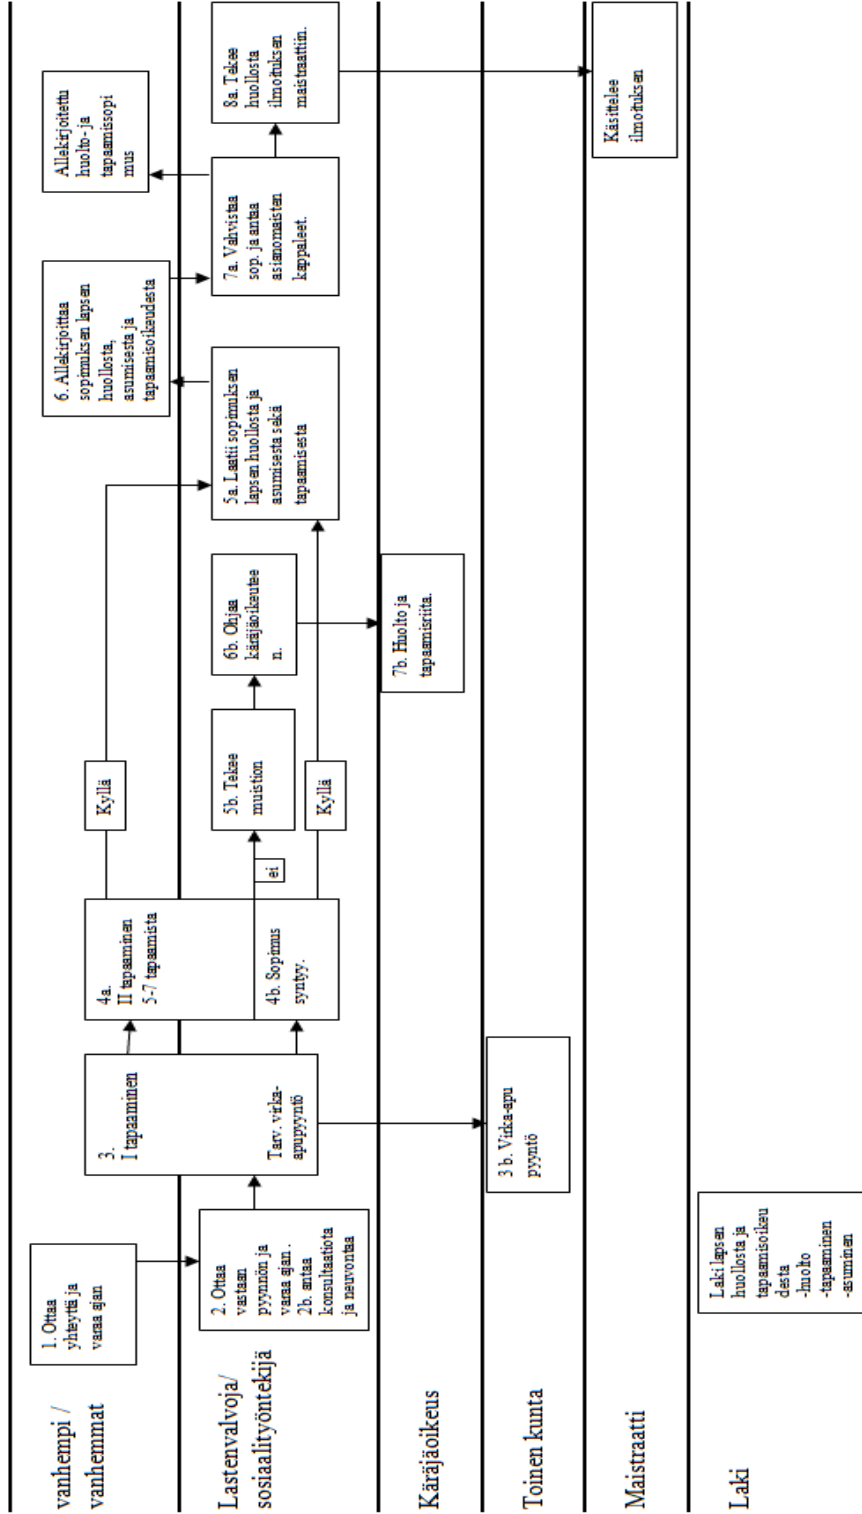 vanhempi /
vanhemmat
1. Ottaa
yhteyttä ja
varaa ajan
3.
I tapaaminen
Tarv. virka-
apupyyntö
4a.
II tapaaminen
5-7 tapaamista
Kyllä
6. Allekirjoittaa
sopimuksen lapsen
huollosta,
asumisesta ja
tapaamisoikeudesta
Allekirjoitettu
huolto- ja
tapaamissopi
mus
Lastenvalvoja/
sosiaalityöntekijä
2. Ottaa
vastaan
pyynnön ja
varaa ajan .
2b. antaa
konsultaatiota
ja neuvontaa
4b. Sopimus
syntyy.
ei
5b. Tekee
muistion
Kyllä
6b. Ohjaa
käräjäoikeutee
n.
5a. Laatii sopimuksen
lapsen huollosta ja
asumisesta sekä
tapaamisesta
7a. Vahvistaa
sop. ja antaa
asianomaisten
kappaleet.
8a. Tekee
huollosta
ilmoituksen
maistraattiin.
Käräjäoikeus
7b. Huolto ja
tapaamisriita.
Toinen kunta
3 b. Virka-apu
pyyntö
Maistraatti
Käsittelee
ilmoituksen
Laki
Laki lapsen
huollosta ja
tapaamisoikeu
desta
-huolto
-tapaaminen
-asuminen